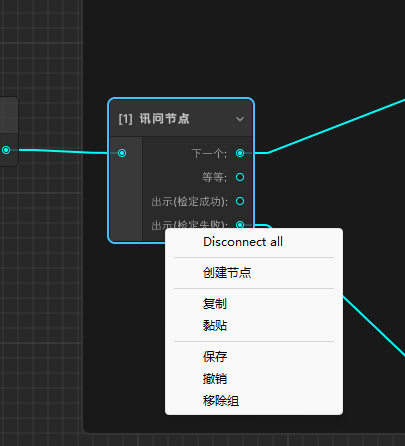 [1] 讯问节点
下一个:
等等:
出示(检定成功):
出示(检定失败):
Disconnect all
创建节点
复制
黏贴
保存
撤销
移除组